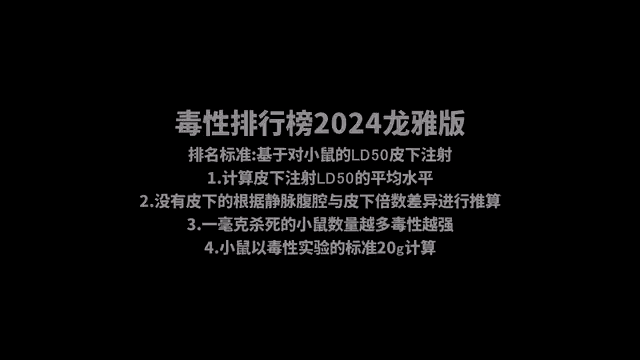 毒性排行榜2024龙雅版
排名标准:基于对小鼠的LD50皮下注射
1.计算皮下注射LD50的平均水平
2.没有皮下的根据静脉腹腔与皮下倍数差异进行推算
3.一毫克杀死的小鼠数量越多毒性越强
4.小鼠以毒性实验的标准20g计算